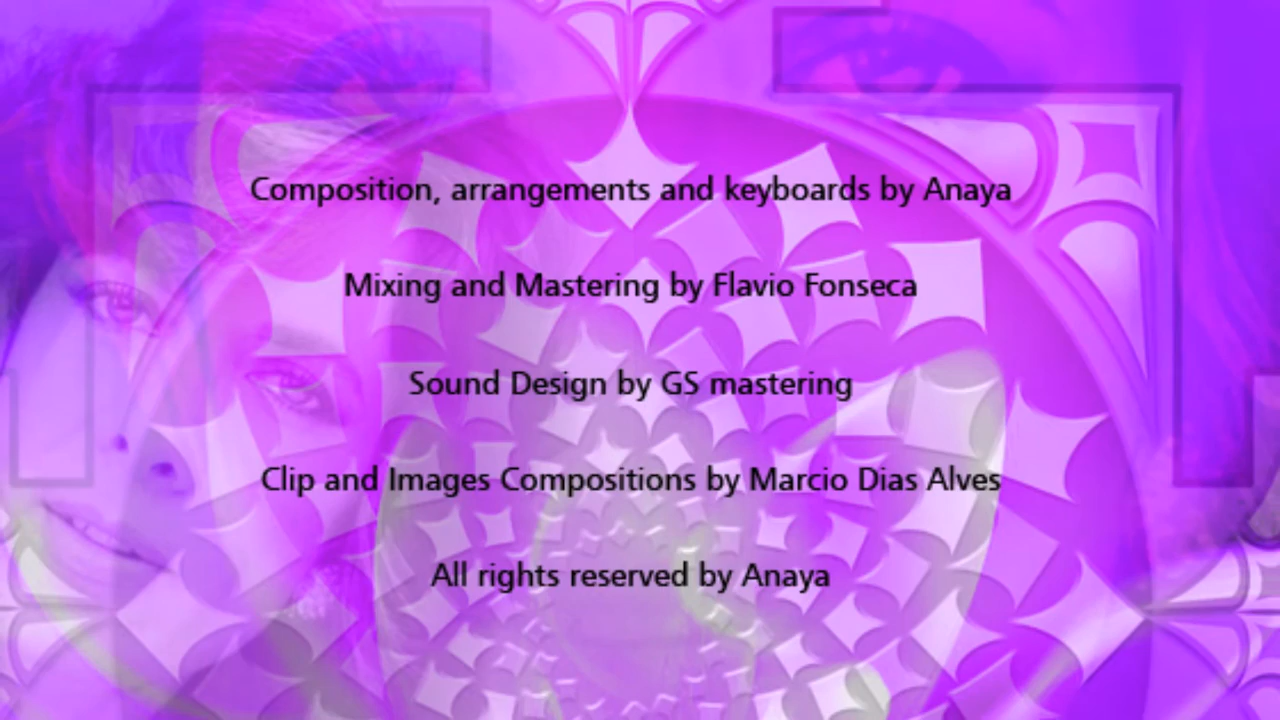 Composition, arrangements and keyboards by Anaya
Mixing and Mastering by Flavio Fonseca
Sound Design by GS mastering
Clip and Images Compositions by Marcio Dias Alves
All rights reserved by Anaya